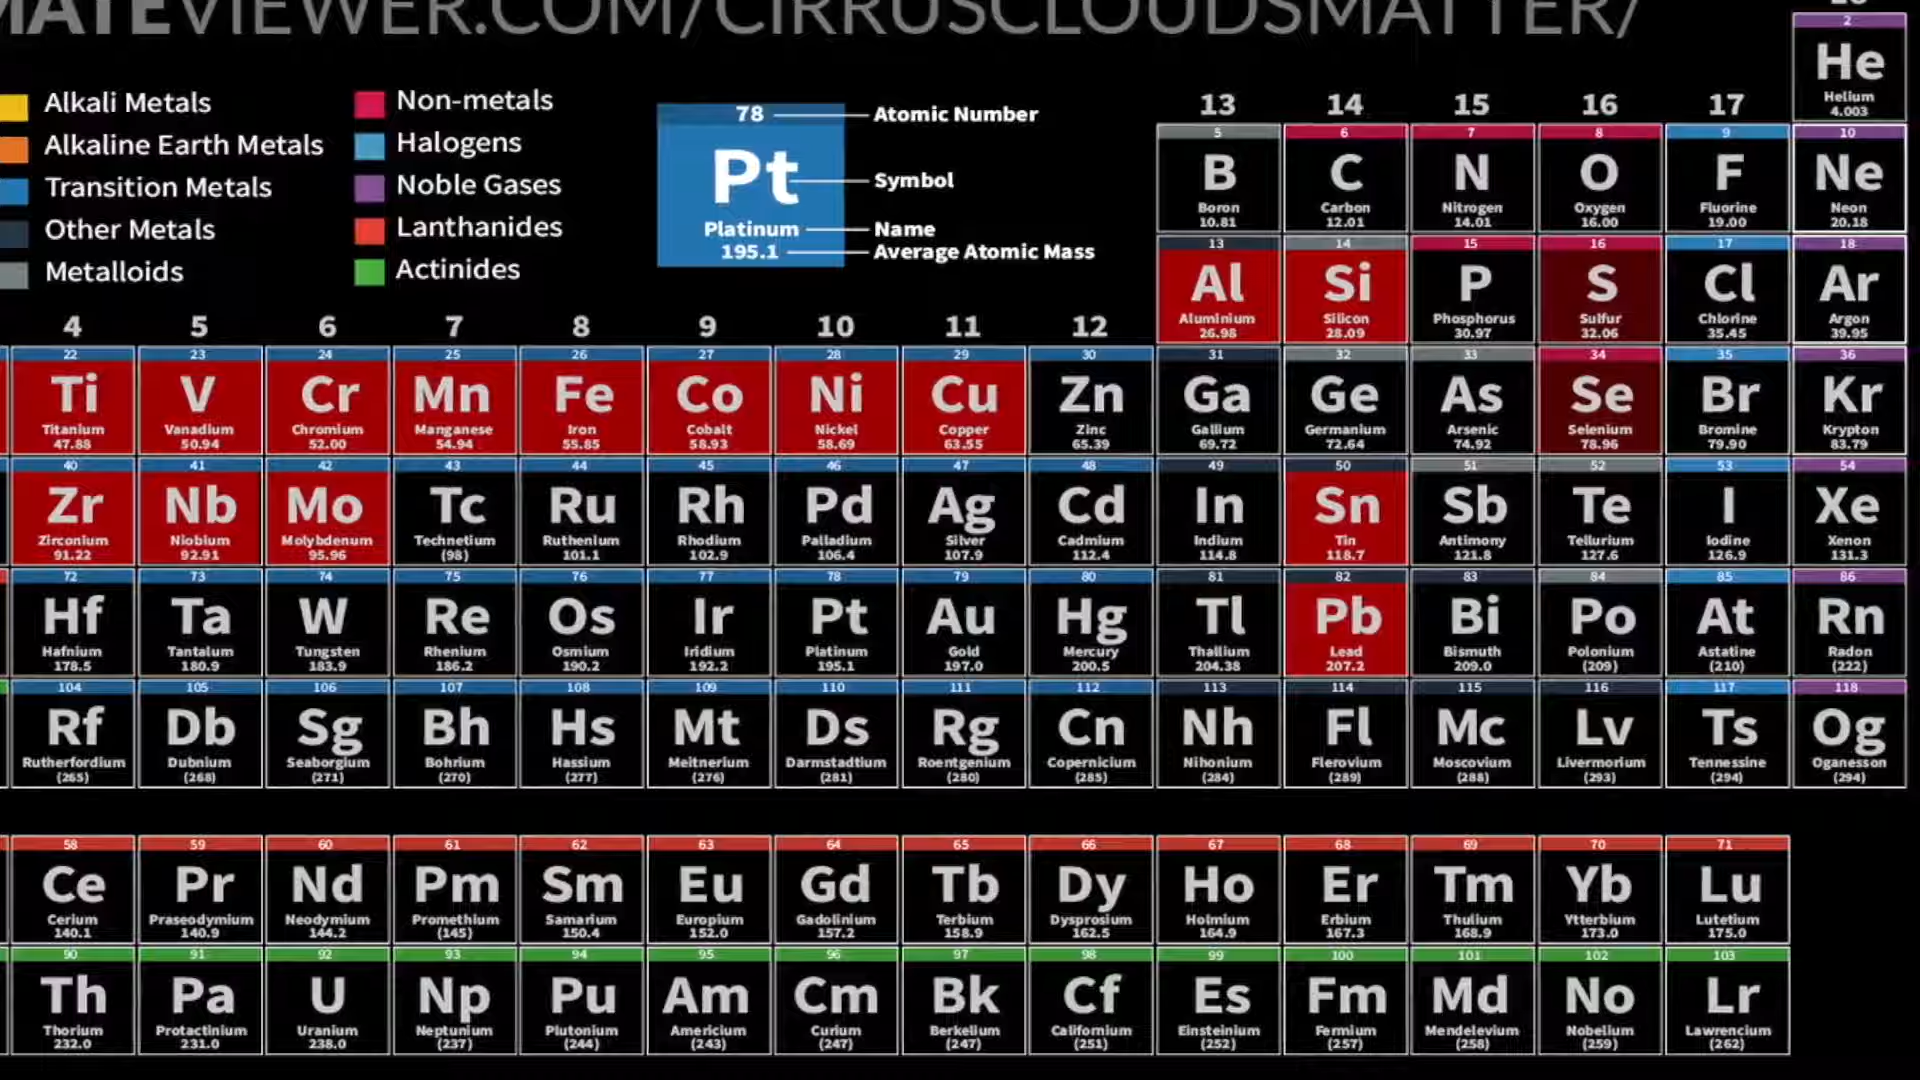 MATEVIEWER.COM/CIRRUSCLOUDSMATTER/
2
He
Helium
4.003
Alkali Metals
Alkaline Earth Metals
Transition Metals
Other Metals
Metalloids
Non-metals
Halogens
Noble Gases
Lanthanides
Actinides
78 Atomic Number
Pt Symbol
Platinum Name
195.1 Average Atomic Mass
13 14 15 16 17
5 6 7 8 9 10
B C N O F Ne
Boron Carbon Nitrogen Oxygen Fluorine Neon
10.81 12.01 14.01 16.00 19.00 20.18
13 14 15 16 17 18
Al Si P S Cl Ar
Aluminium Silicon Phosphorus Sulfur Chlorine Argon
26.98 28.09 30.97 32.06 35.45 39.95
4 5 6 7 8 9 10 11 12
22 23 24 25 26 27 28 29 30 31 32 33 34 35 36
Ti V Cr Mn Fe Co Ni Cu Zn Ga Ge As Se Br Kr
Titanium Vanadium Chromium Manganese Iron Cobalt Nickel Copper Zinc Gallium Germanium Arsenic Selenium Bromine Krypton
47.88 50.94 52.00 54.94 55.85 58.93 58.69 63.55 65.39 69.72 72.64 74.92 78.96 79.90 83.79
40 41 42 43 44 45 46 47 48 49 50 51 52 53 54
Zr Nb Mo Tc Ru Rh Pd Ag Cd In Sn Sb Te I Xe
Zirconium Niobium Molybdenum Technetium Ruthenium Rhodium Palladium Silver Cadmium Indium Tin Antimony Tellurium Iodine Xenon
91.22 92.91 95.96 (98) 101.1 102.9 106.4 107.9 112.4 114.8 118.7 121.8 127.6 126.9 131.3
72 73 74 75 76 77 78 79 80 81 82 83 84 85 86
Hf Ta W Re Os Ir Pt Au Hg Tl Pb Bi Po At Rn
Hafnium Tantalum Tungsten Rhenium Osmium Iridium Platinum Gold Mercury Thallium Lead Bismuth Polonium Astatine Radon
178.5 180.9 183.9 186.2 190.2 192.2 195.1 197.0 200.5 204.38 207.2 209.0 (209) (210) (222)
104 105 106 107 108 109 110 111 112 113 114 115 116 117 118
Rf Db Sg Bh Hs Mt Ds Rg Cn Nh Fl Mc Lv Ts Og
Rutherfordium Dubnium Seaborgium Bohrium Hassium Meitnerium Darmstadtium Roentgenium Copernicium Nihonium Flerovium Moscovium Livermorium Tennessine Oganesson
(265) (268) (271) (270) (277) (276) (281) (280) (285) (284) (289) (288) (293) (294) (294)
58 59 60 61 62 63 64 65 66 67 68 69 70 71
Ce Pr Nd Pm Sm Eu Gd Tb Dy Ho Er Tm Yb Lu
Cerium Praseodymium Neodymium Promethium Samarium Europium Gadolinium Terbium Dysprosium Holmium Erbium Thulium Ytterbium Lutetium
140.1 140.9 144.2 (145) 150.4 152.0 157.2 158.9 162.5 164.9 167.3 168.9 173.0 175.0
90 91 92 93 94 95 96 97 98 99 100 101 102 103
Th Pa U Np Pu Am Cm Bk Cf Es Fm Md No Lr
Thorium Protactinium Uranium Neptunium Plutonium Americium Curium Berkelium Californium Einsteinium Fermium Mendelevium Nobelium Lawrencium
232.0 231.0 238.0 (237) (244) (243) (247) (247) (251) (252) (257) (258) (259) (262)